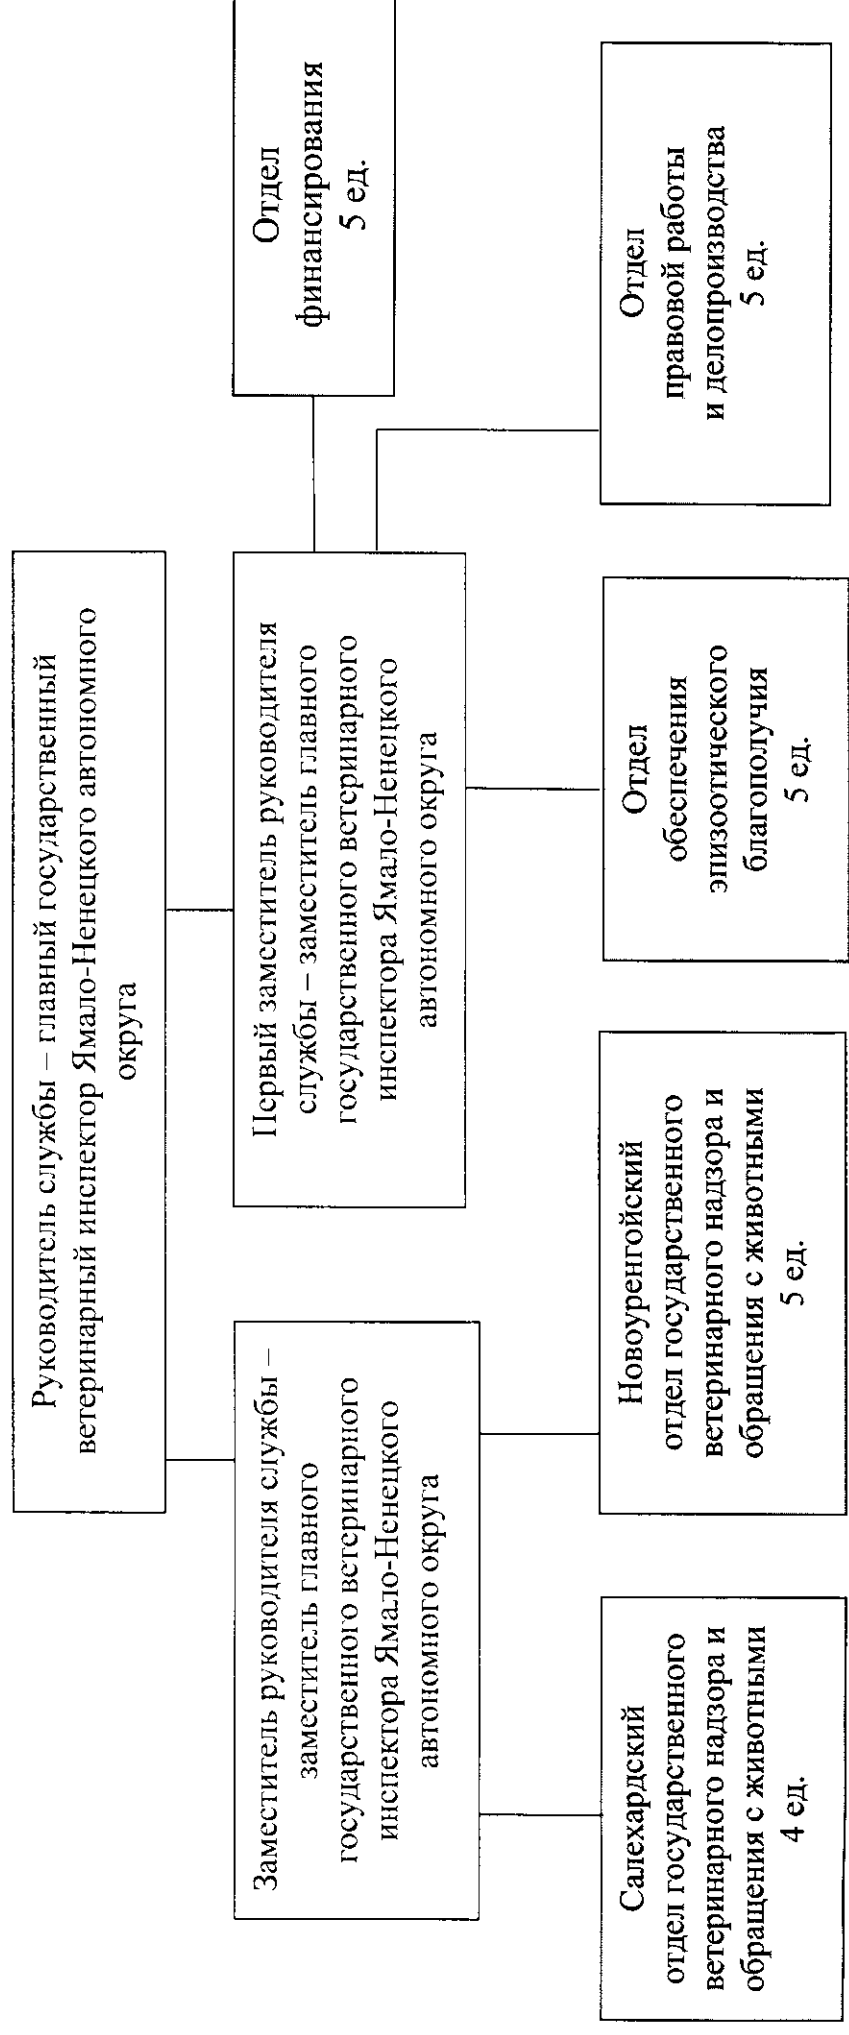 Руководитель службы – главный государственный
ветеринарный инспектор Ямало-Ненецкого автономного
округа
Заместитель руководителя службы –
заместитель главного
государственного ветеринарного
инспектора Ямало-Ненецкого
автономного округа
Первый заместитель руководителя
службы – заместитель главного
государственного ветеринарного
инспектора Ямало-Ненецкого
автономного округа
Отдел
финансирования
5 ед.
Салехардский
отдел государственного
ветеринарного надзора и
обращения с животными
4 ед.
Новоуренгойский
отдел государственного
ветеринарного надзора и
обращения с животными
5 ед.
Отдел
обеспечения
эпизоотического
благополучия
5 ед.
Отдел
правовой работы
и делопроизводства
5 ед.